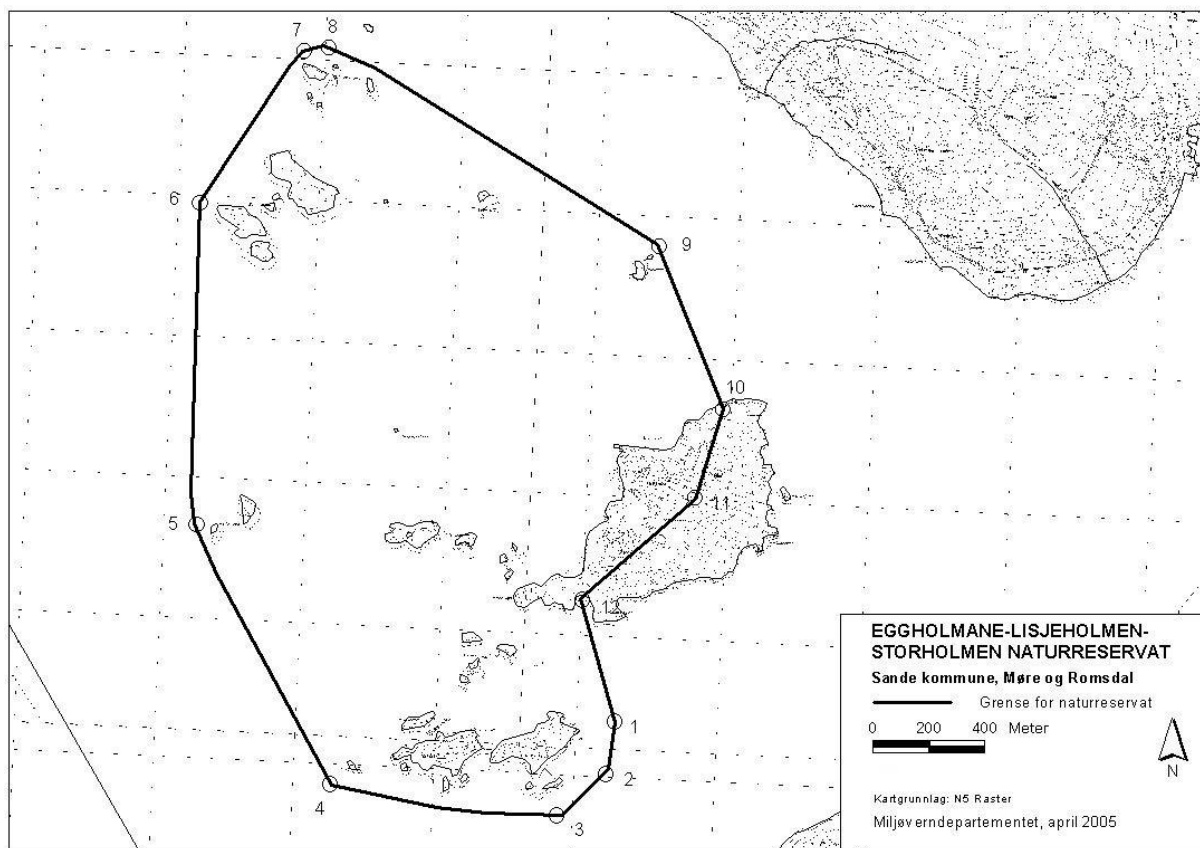 7
8
6
9
10
11
5
12
1
2
4
3
EGGHOLMANE-LISJEHOLMEN-
STORHOLMEN NATURRESERVAT
Sande kommune, Møre og Romsdal
Grense for naturreservat
0 200 400 Meter
N
Kartgrunnlag: N5 Raster
Miljøverndepartementet, april 2005